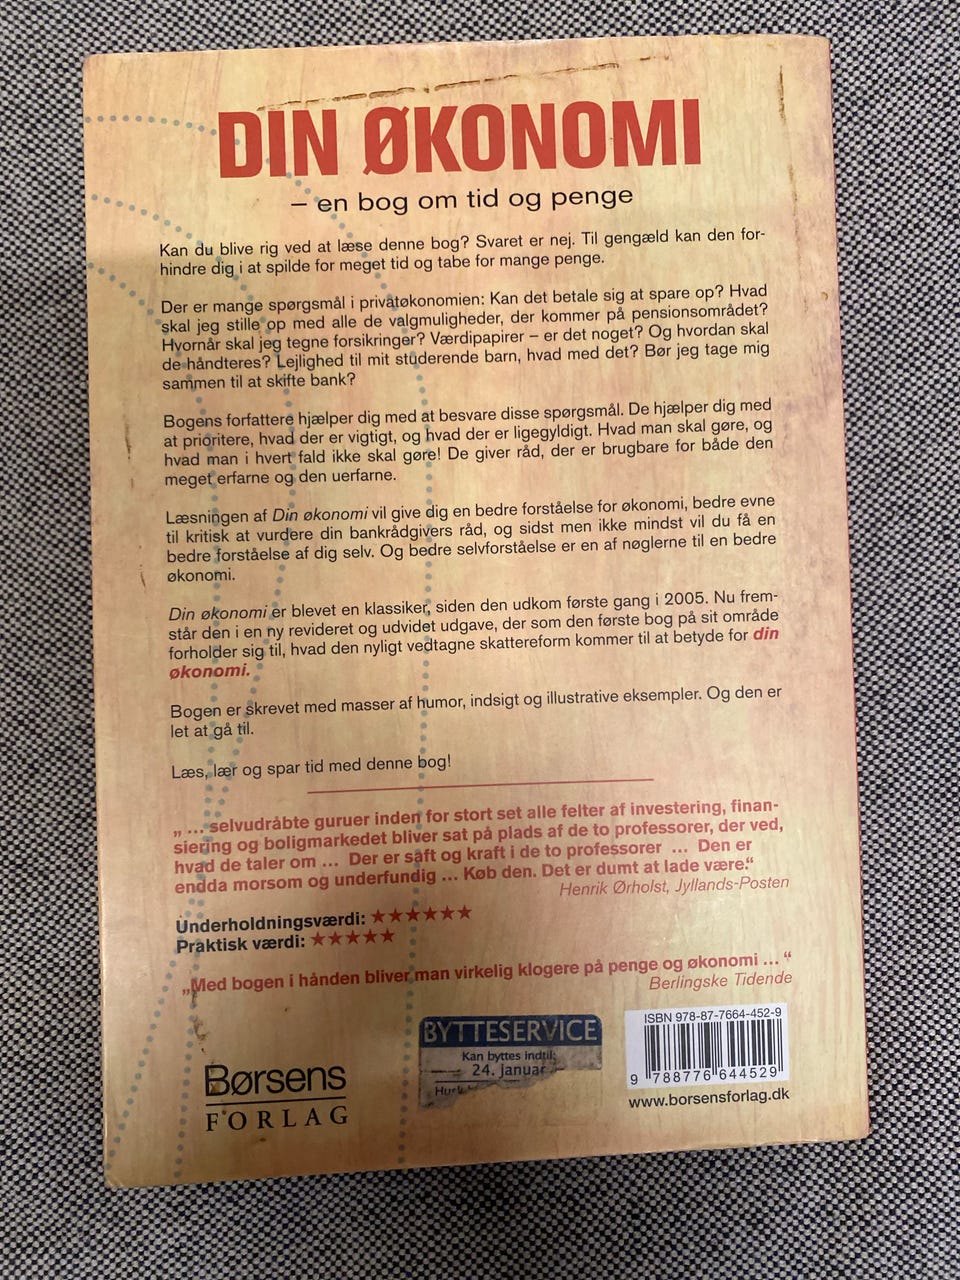 DIN ØKONOMI
– en bog om tid og penge
Kan du blive rig ved at læse denne bog? Svaret er nej. Til gengæld kan den for-
hindre dig i at spilde for meget tid og tabe for mange penge.
Der er mange spørgsmål i privatøkonomien: Kan det betale sig at spare op? Hvad
skal jeg stille op med alle de valgmuligheder, der kommer på pensionsområdet?
Hvornår skal jeg tegne forsikringer? Værdipapirer – er det noget? Og hvordan skal
de håndteres? Lejlighed til mit studerende barn, hvad med det? Bør jeg tage mig
sammen til at skifte bank?
Bogens forfattere hjælper dig med at besvare disse spørgsmål. De hjælper dig med
at prioritere, hvad der er vigtigt, og hvad der er ligegyldigt. Hvad man skal gøre, og
hvad man i hvert fald ikke skal gøre! De giver råd, der er brugbare for både den
meget erfarne og den uerfarne.
Læsningen af Din økonomi vil give dig en bedre forståelse for økonomi, bedre evne
til kritisk at vurdere din bankrådgivers råd, og sidst men ikke mindst vil du få en
bedre forståelse af dig selv. Og bedre selvforståelse er en af nøglerne til en bedre
økonomi.
Din økonomi er blevet en klassiker, siden den udkom første gang i 2005. Nu frem-
står den i en ny revideret og udvidet udgave, der som den første bog på sit område
forholder sig til, hvad den nyligt vedtagne skattereform kommer til at betyde for din
økonomi.
Bogen er skrevet med masser af humor, indsigt og illustrative eksempler. Og den er
let at gå til.
Læs, lær og spar tid med denne bog!
„ ... selvudråbte guruer inden for stort set alle felter af investering, finan-
siering og boligmarkedet bliver sat på plads af de to professorer, der ved,
hvad de taler om ... Der er saft og kraft i de to professorer ... Den er
endda morsom og underfundig ... Køb den. Det er dumt at lade være.“
Henrik Ørholst, Jyllands-Posten
Underholdningsværdi: ★★★★★★
Praktisk værdi: ★★★★★
„Med bogen i hånden bliver man virkelig klogere på penge og økonomi ... “
Berlingske Tidende
BYTTESERVICE
Kan byttes indtil:
24. januar
Børsens
FORLAG
ISBN 978-87-7664-452-9
9 788776 644529
www.borsensforlag.dk